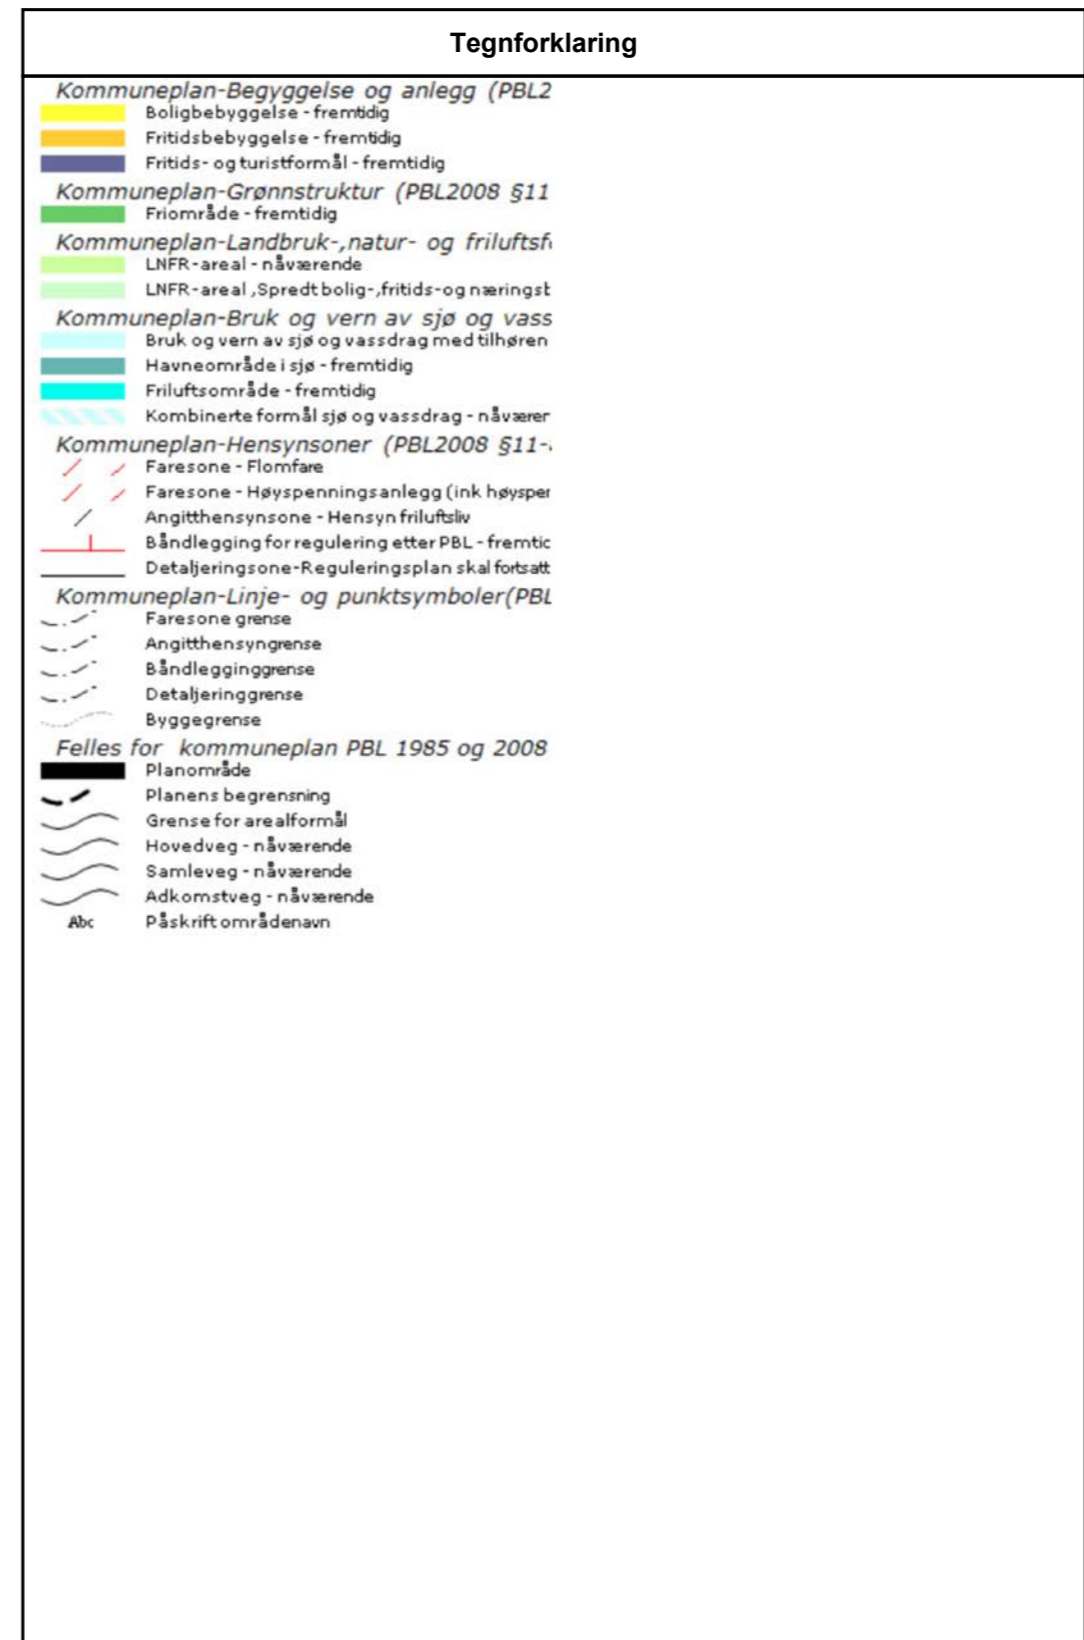 Tegnforklaring
Kommuneplan-Begyggelse og anlegg (PBL2
Boligbebyggelse - fremtidig
Fritidsbebyggelse - fremtidig
Fritids- og turistformål - fremtidig
Kommuneplan-Grønnstruktur (PBL2008 §11
Friområde - fremtidig
Kommuneplan-Landbruk-,natur- og friluftsf
LNFR-areal - nåværende
LNFR-areal ,Spredt bolig-,fritids-og næringst
Kommuneplan-Bruk og vern av sjø og vass
Bruk og vern av sjø og vassdrag med tilhøren
Havneområde i sjø - fremtidig
Friluftsområde - fremtidig
Kombinerte formål sjø og vassdrag - nåværer
Kommuneplan-Hensynsoner (PBL2008 §11-
Faresone - Flomfare
Faresone - Høyspenningsanlegg (ink høysper
Angitthensynsone - Hensyn friluftsliv
Båndlegging for regulering etter PBL - fremtic
Detaljeringsone-Reguleringsplan skal fortsatt
Kommuneplan-Linje- og punktsymboler(PBL
Faresone grense
Angitthensyngrense
Båndlegginggrense
Detaljeringgrense
Byggegrense
Felles for kommuneplan PBL 1985 og 2008
Planområde
Planens begrensning
Grense for arealformål
Hovedveg - nåværende
Samleveg - nåværende
Adkomstveg - nåværende
Abc Påskrift områdenavn